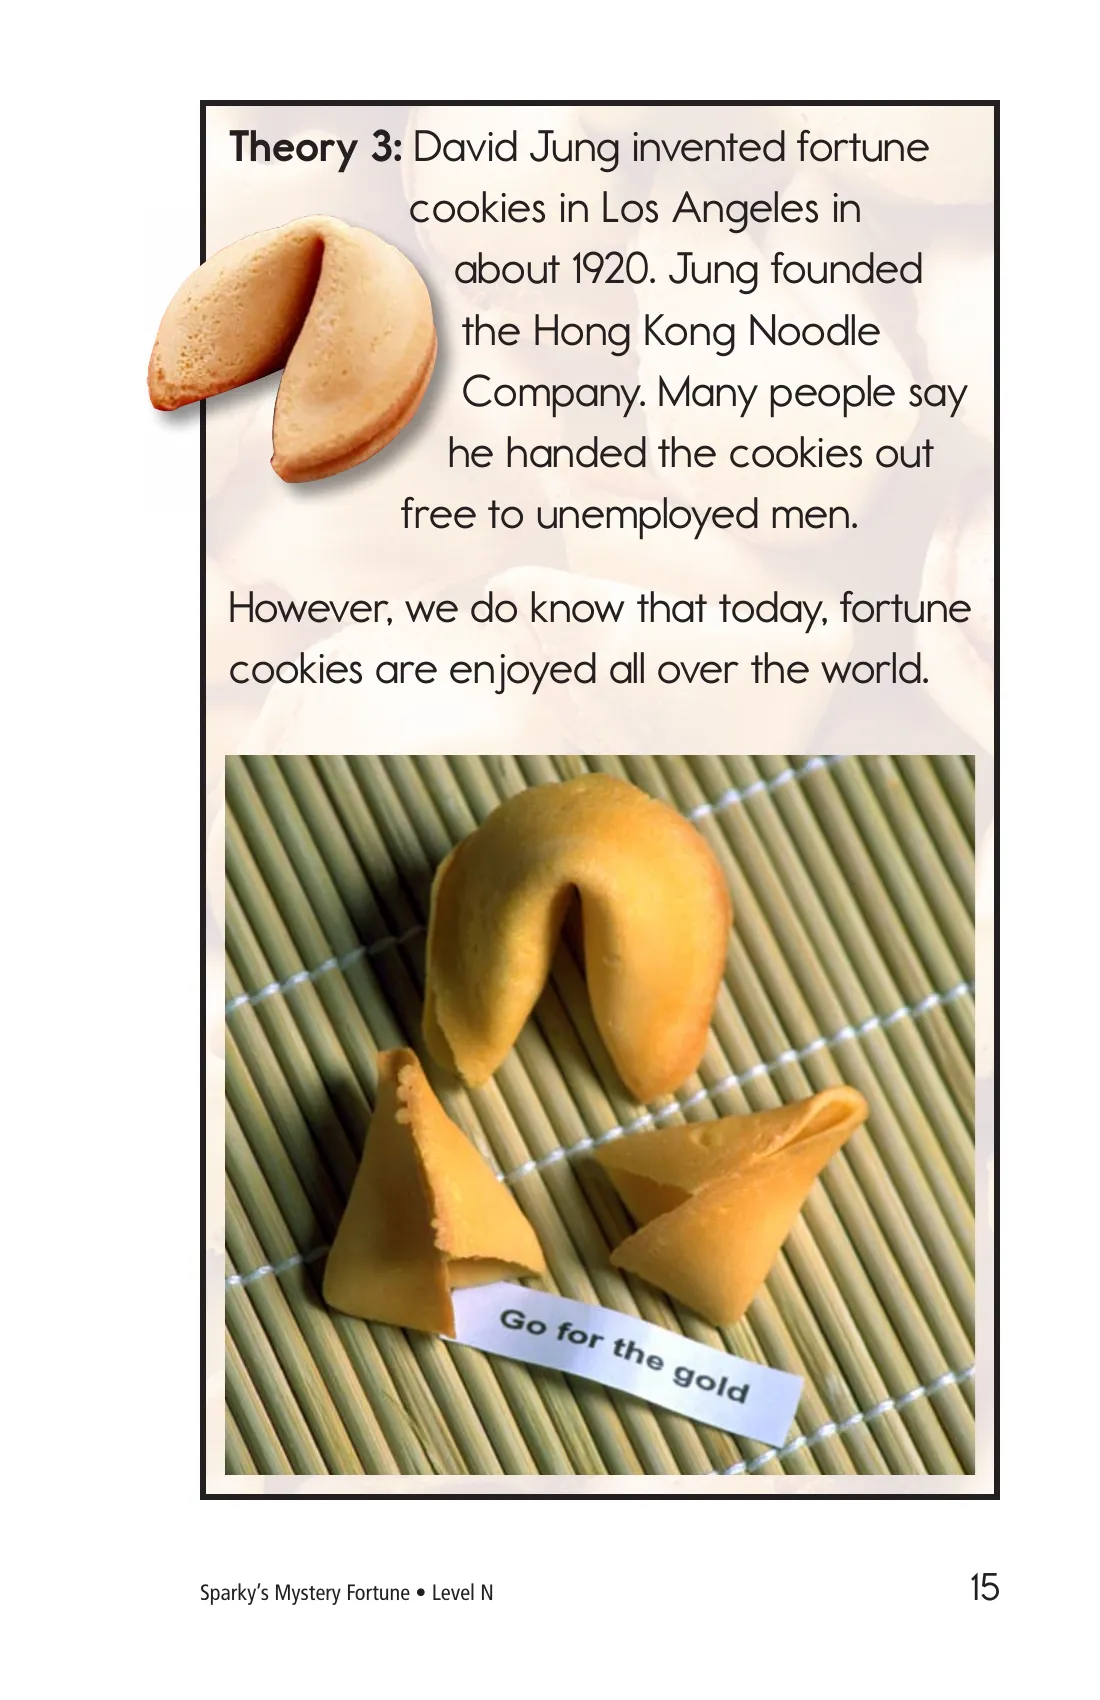 Theory 3: David Jung invented fortune
cookies in Los Angeles in
about 1920. Jung founded
the Hong Kong Noodle
Company. Many people say
he handed the cookies out
free to unemployed men.
However, we do know that today, fortune
cookies are enjoyed all over the world.
Go for the gold
Sparky's Mystery Fortune • Level N
15